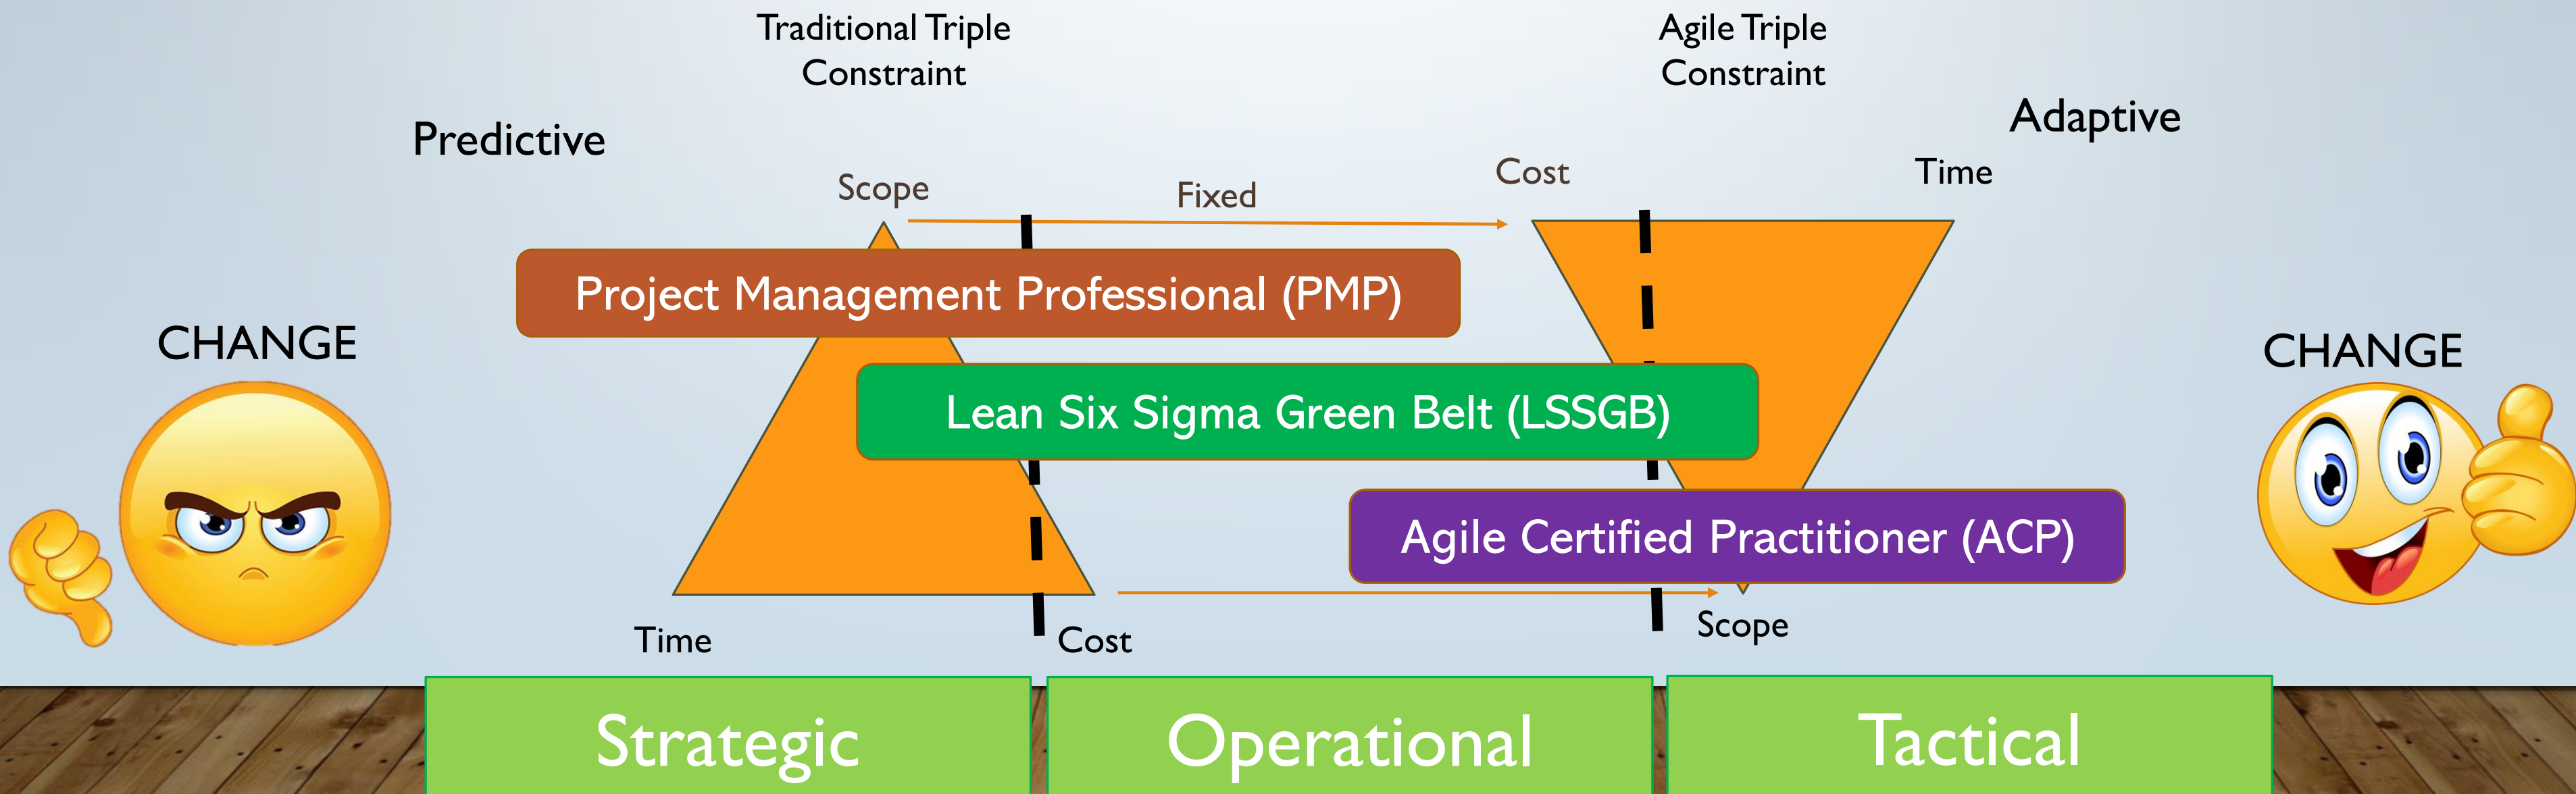 Traditional Triple
Constraint
Agile Triple
Constraint
Predictive
Adaptive
Scope
Fixed
Cost
Time
Project Management Professional (PMP)
CHANGE
CHANGE
Lean Six Sigma Green Belt (LSSGB)
Agile Certified Practitioner (ACP)
Time
Cost
Scope
Strategic
Operational
Tactical